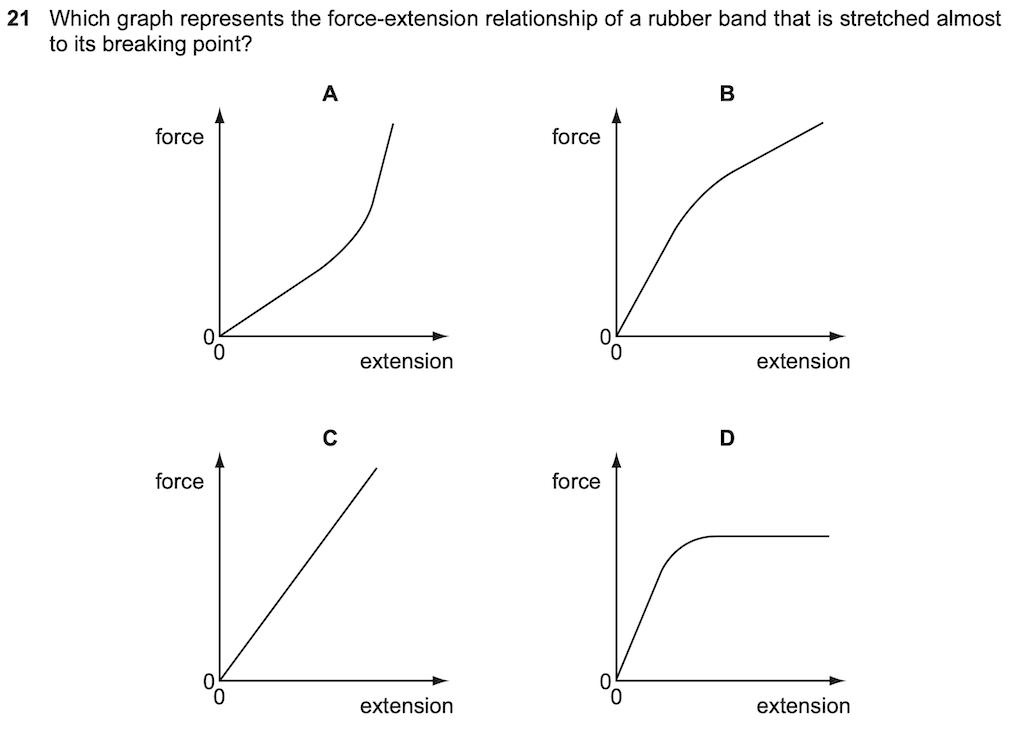 21 Which graph represents the force-extension relationship of a rubber band that is stretched almost
to its breaking point?
A
force
0
0
extension
B
force
0
0
extension
C
force
0
0
extension
D
force
0
0
extension